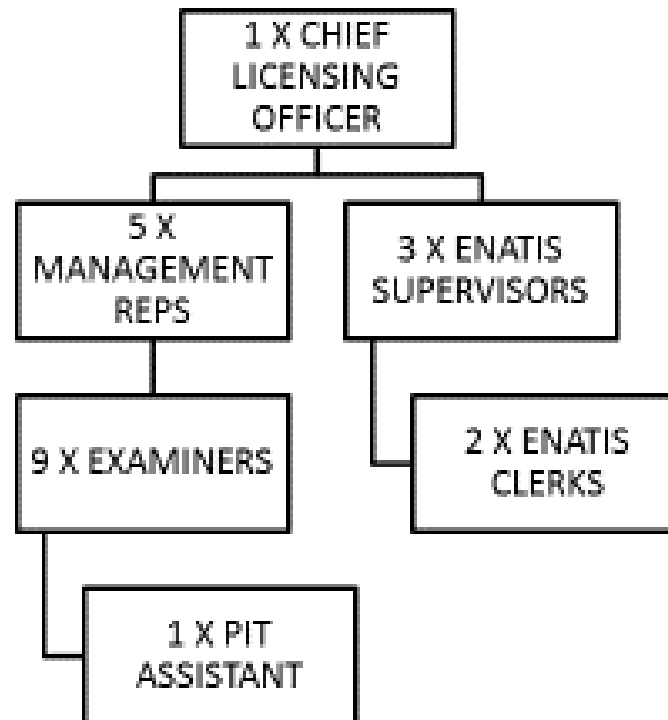 1 X CHIEF
LICENSING
OFFICER
5 X
MANAGEMENT
REPS
3 X ENATIS
SUPERVISORS
9 X EXAMINERS
2 X ENATIS
CLERKS
1 X PIT
ASSISTANT